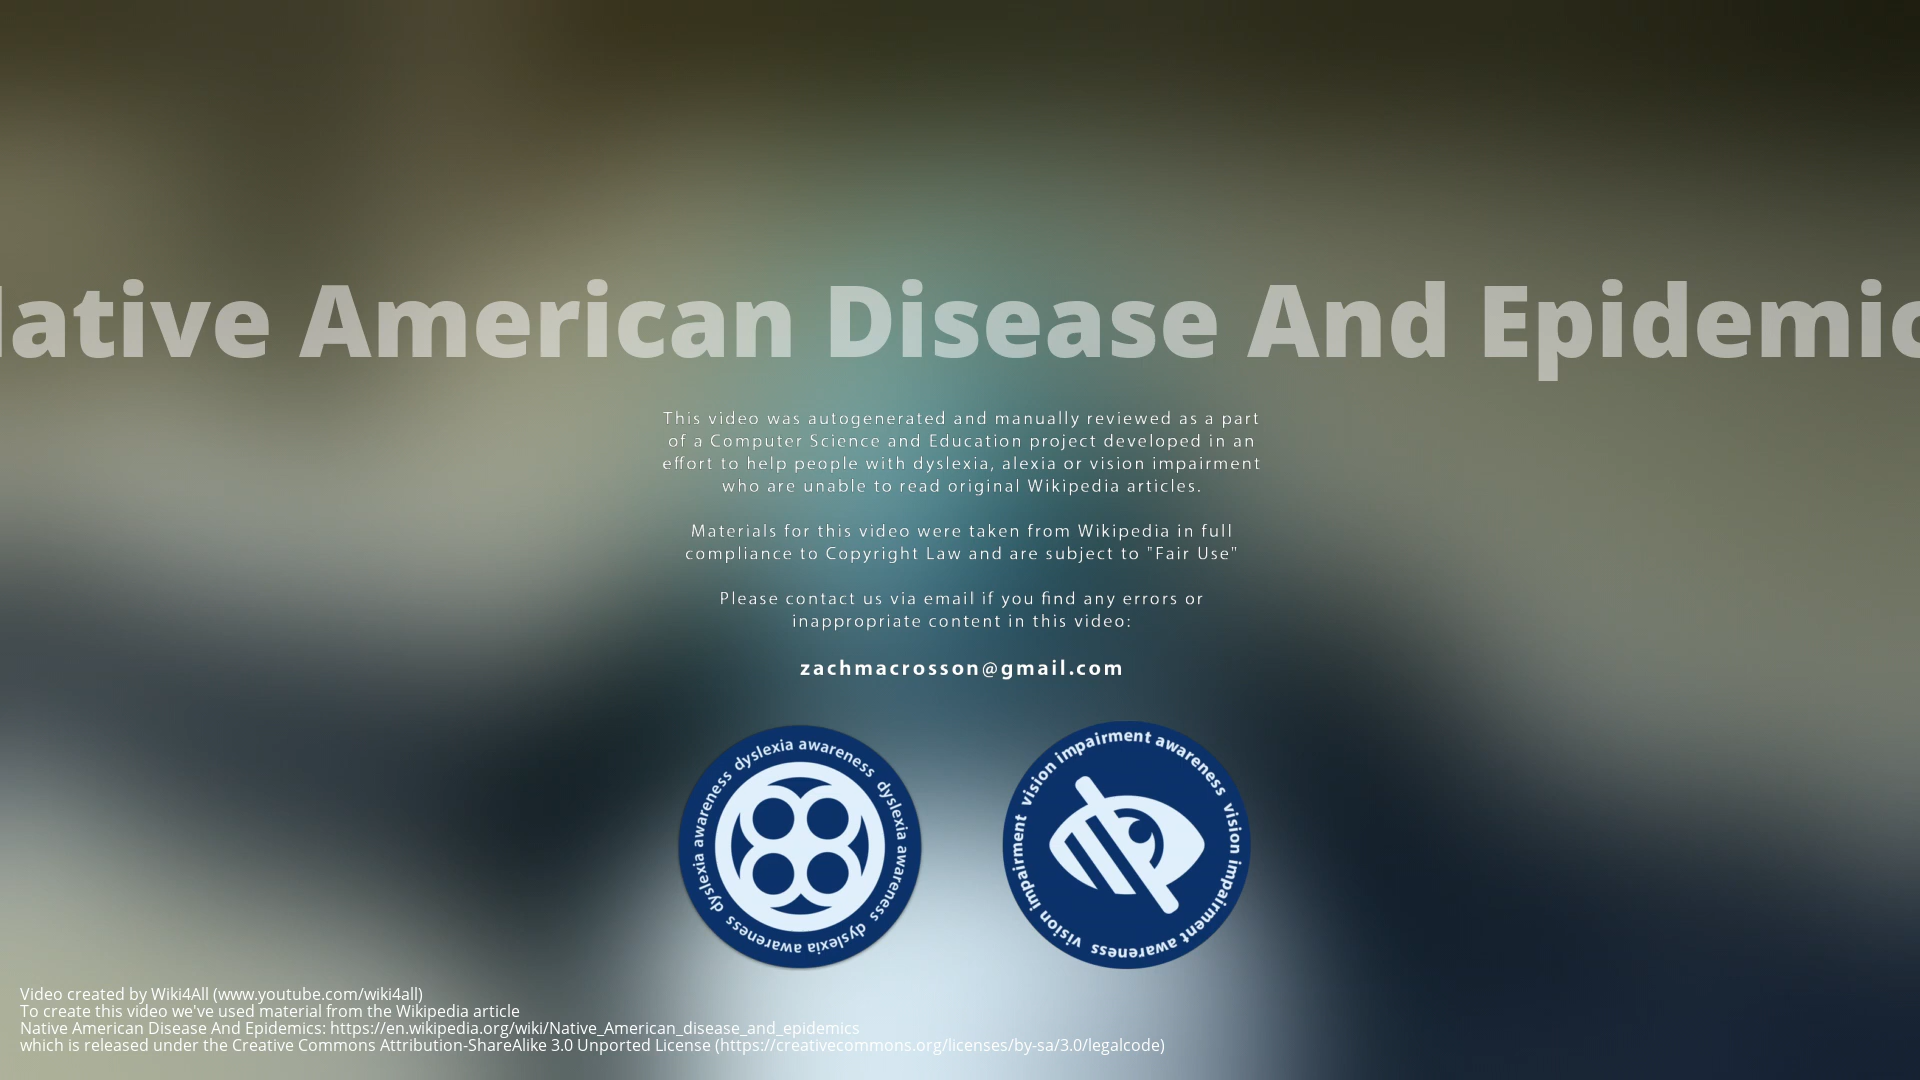 ative American Disease And Epidemic
This video was autogenerated and manually reviewed as a part
of a Computer Science and Education project developed in an
effort to help people with dyslexia, alexia or vision impairment
who are unable to read original Wikipedia articles.
Materials for this video were taken from Wikipedia in full
compliance to Copyright Law and are subject to "Fair Use"
Please contact us via email if you find any errors or
inappropriate content in this video:
zachmacrosson@gmail.com
dyslexia awareness dyslexia awareness dyslexia awareness dyslexia awareness
vision impairment awareness vision impairment awareness vision impairment
Video created by Wiki4All (www.youtube.com/wiki4all)
To create this video we've used material from the Wikipedia article
Native American Disease And Epidemics: https://en.wikipedia.org/wiki/Native_American_disease_and_epidemics
which is released under the Creative Commons Attribution-ShareAlike 3.0 Unported License (https://creativecommons.org/licenses/by-sa/3.0/legalcode)